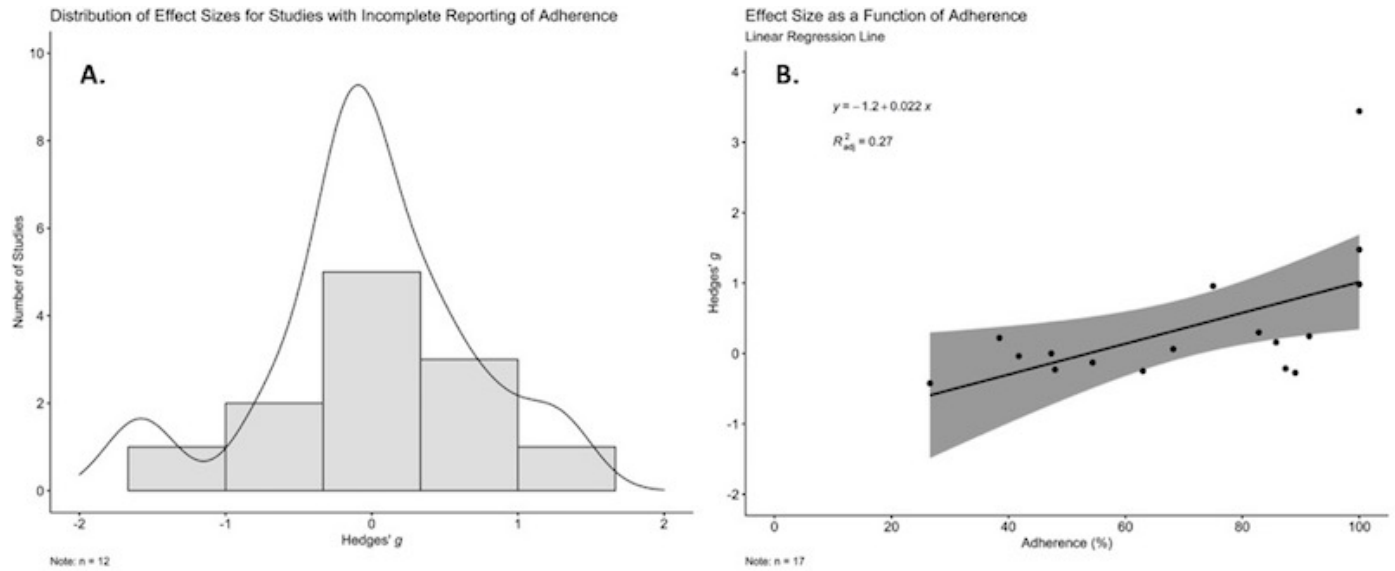 Distribution of Effect Sizes for Studies with Incomplete Reporting of Adherence
A.
Number of Studies
10
8
6
4
2
0
-2 -1 0 1 2
Hedges' g
Note: n = 12
Effect Size as a Function of Adherence
Linear Regression Line
B.
y = −1.2 + 0.022 x
R²adj = 0.27
Hedges' g
4
3
2
1
0
-1
-2
0 20 40 60 80 100
Adherence (%)
Note: n = 17